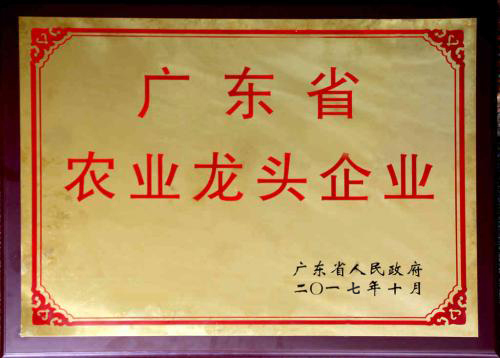 广东省
农业龙头企业
广东省人民政府
二〇一七年十月